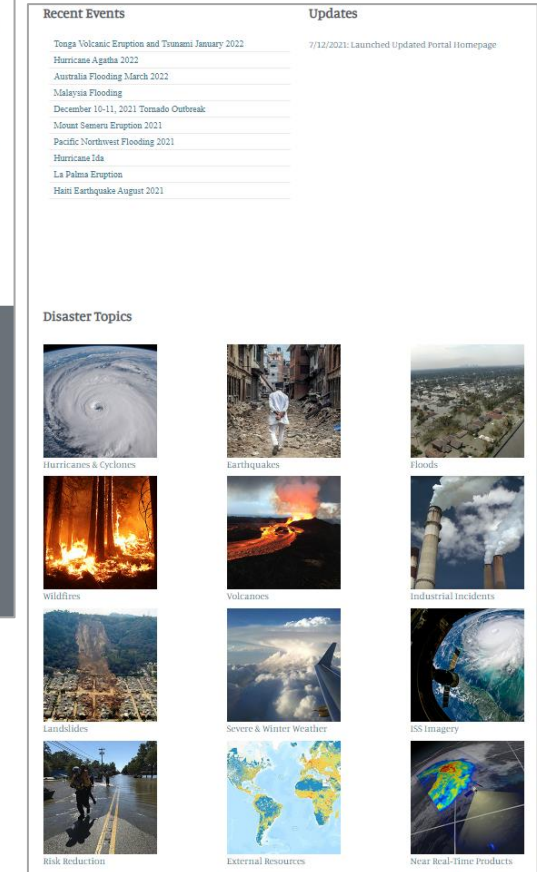 Recent Events
Updates
Tonga Volcanic Eruption and Tsunami January 2022
7/12/2021: Launched Updated Portal Homepage
Hurricane Agatha 2022
Australia Flooding March 2022
Malaysia Flooding
December 10-11, 2021 Tornado Outbreak
Mount Semeru Eruption 2021
Pacific Northwest Flooding 2021
Hurricane Ida
La Palma Eruption
Haiti Earthquake August 2021
Disaster Topics
Hurricanes & Cyclones
Earthquakes
Floods
Wildfires
Volcanoes
Industrial Incidents
Landslides
Severe & Winter Weather
ISS Imagery
Risk Reduction
External Resources
Near Real-Time Products